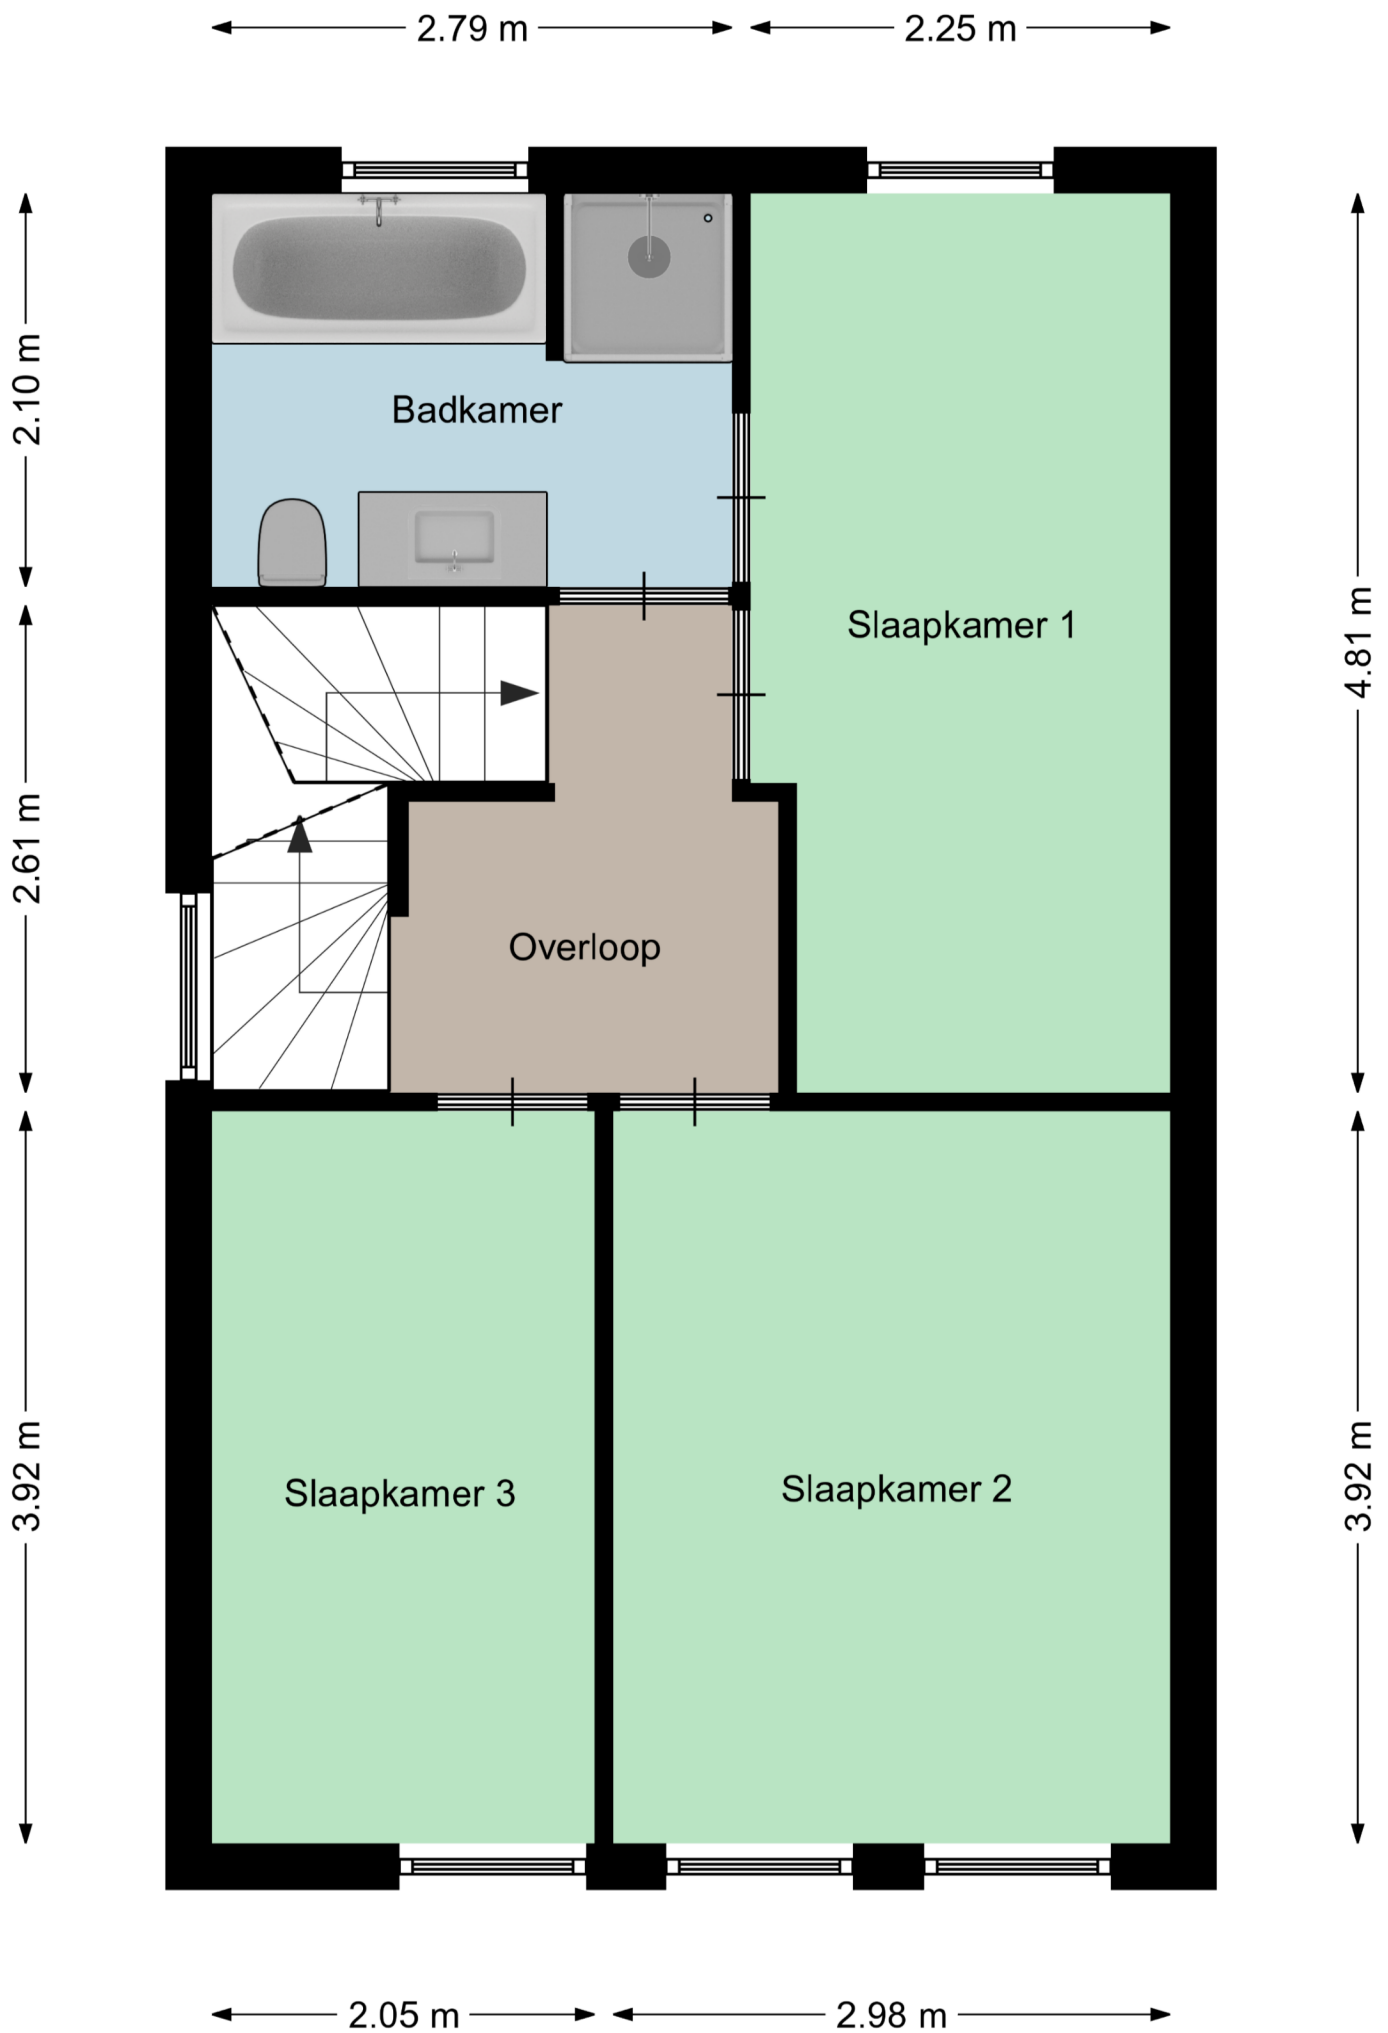 2.79 m
2.25 m
2.10 m
Badkamer
4.81 m
Slaapkamer 1
2.61 m
Overloop
3.92 m
3.92 m
Slaapkamer 3
Slaapkamer 2
2.05 m
2.98 m